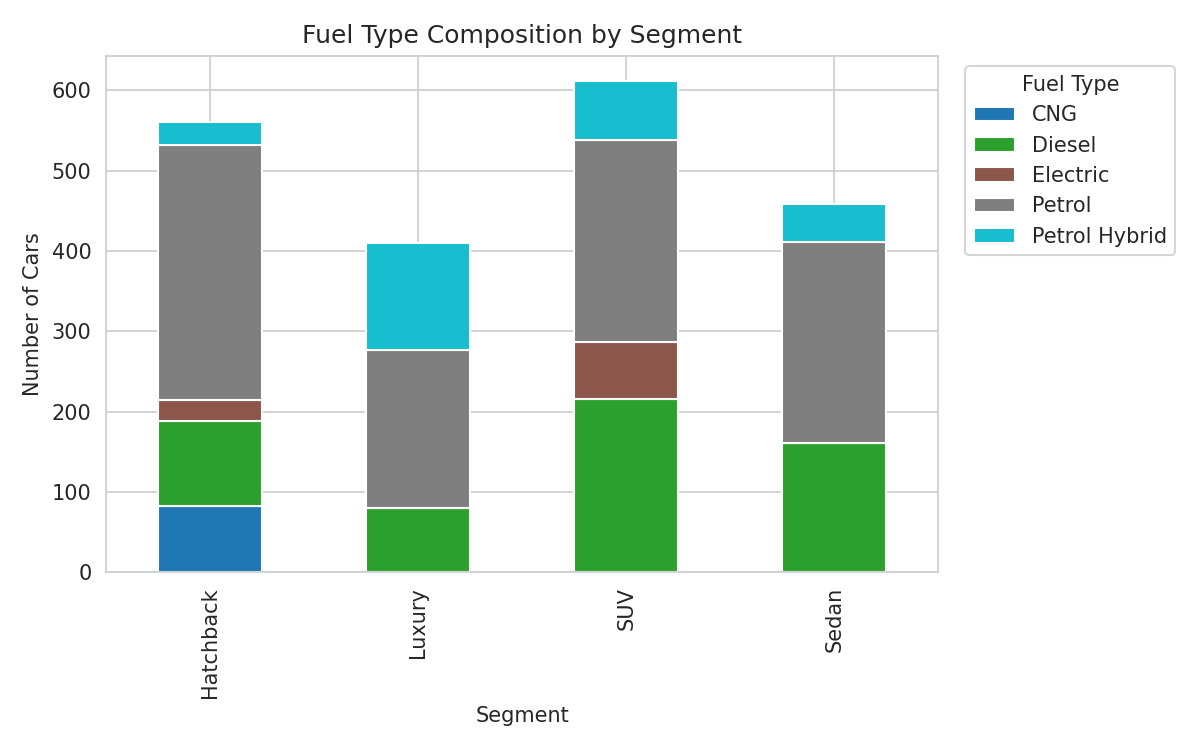 Fuel Type Composition by Segment
Number of Cars
600
500
400
300
200
100
0
Hatchback
Luxury
SUV
Sedan
Segment
Fuel Type
CNG
Diesel
Electric
Petrol
Petrol Hybrid